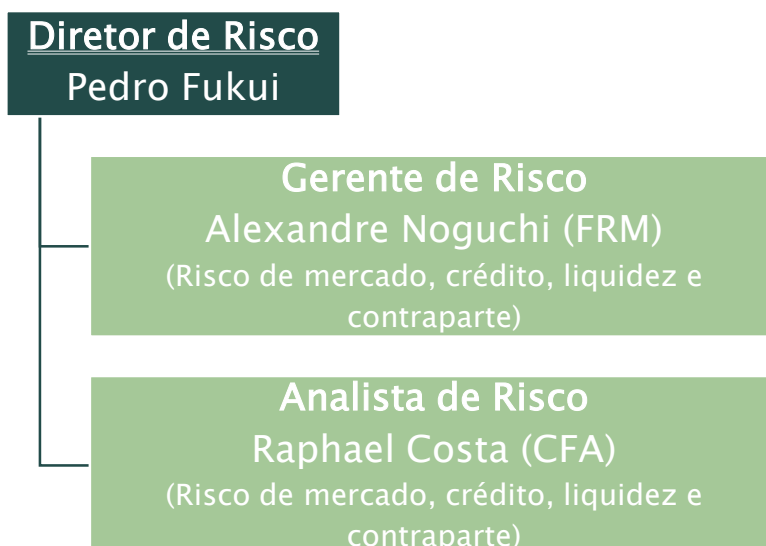 Diretor de Risco
Pedro Fukui
Gerente de Risco
Alexandre Noguchi (FRM)
(Risco de mercado, crédito, liquidez e
contraparte)
Analista de Risco
Raphael Costa (CFA)
(Risco de mercado, crédito, liquidez e
contraparte)